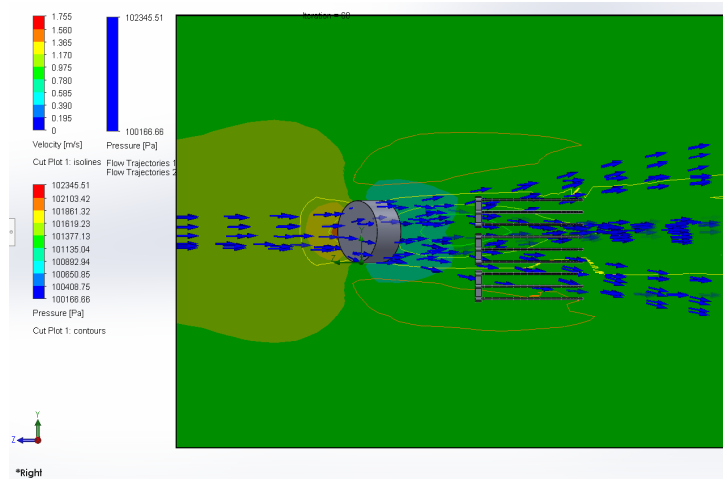 Iteration = 60
1.755
1.560
1.365
1.170
0.975
0.780
0.585
0.390
0.195
0
Velocity [m/s]
Cut Plot 1: isolines
102345.51
100166.66
Pressure [Pa]
Flow Trajectories 1
Flow Trajectories 2
102345.51
102103.42
101861.32
101619.23
101377.13
101135.04
100892.94
100650.85
100408.75
100166.66
Pressure [Pa]
Cut Plot 1: contours
Y
Z
Y
Z
*Right